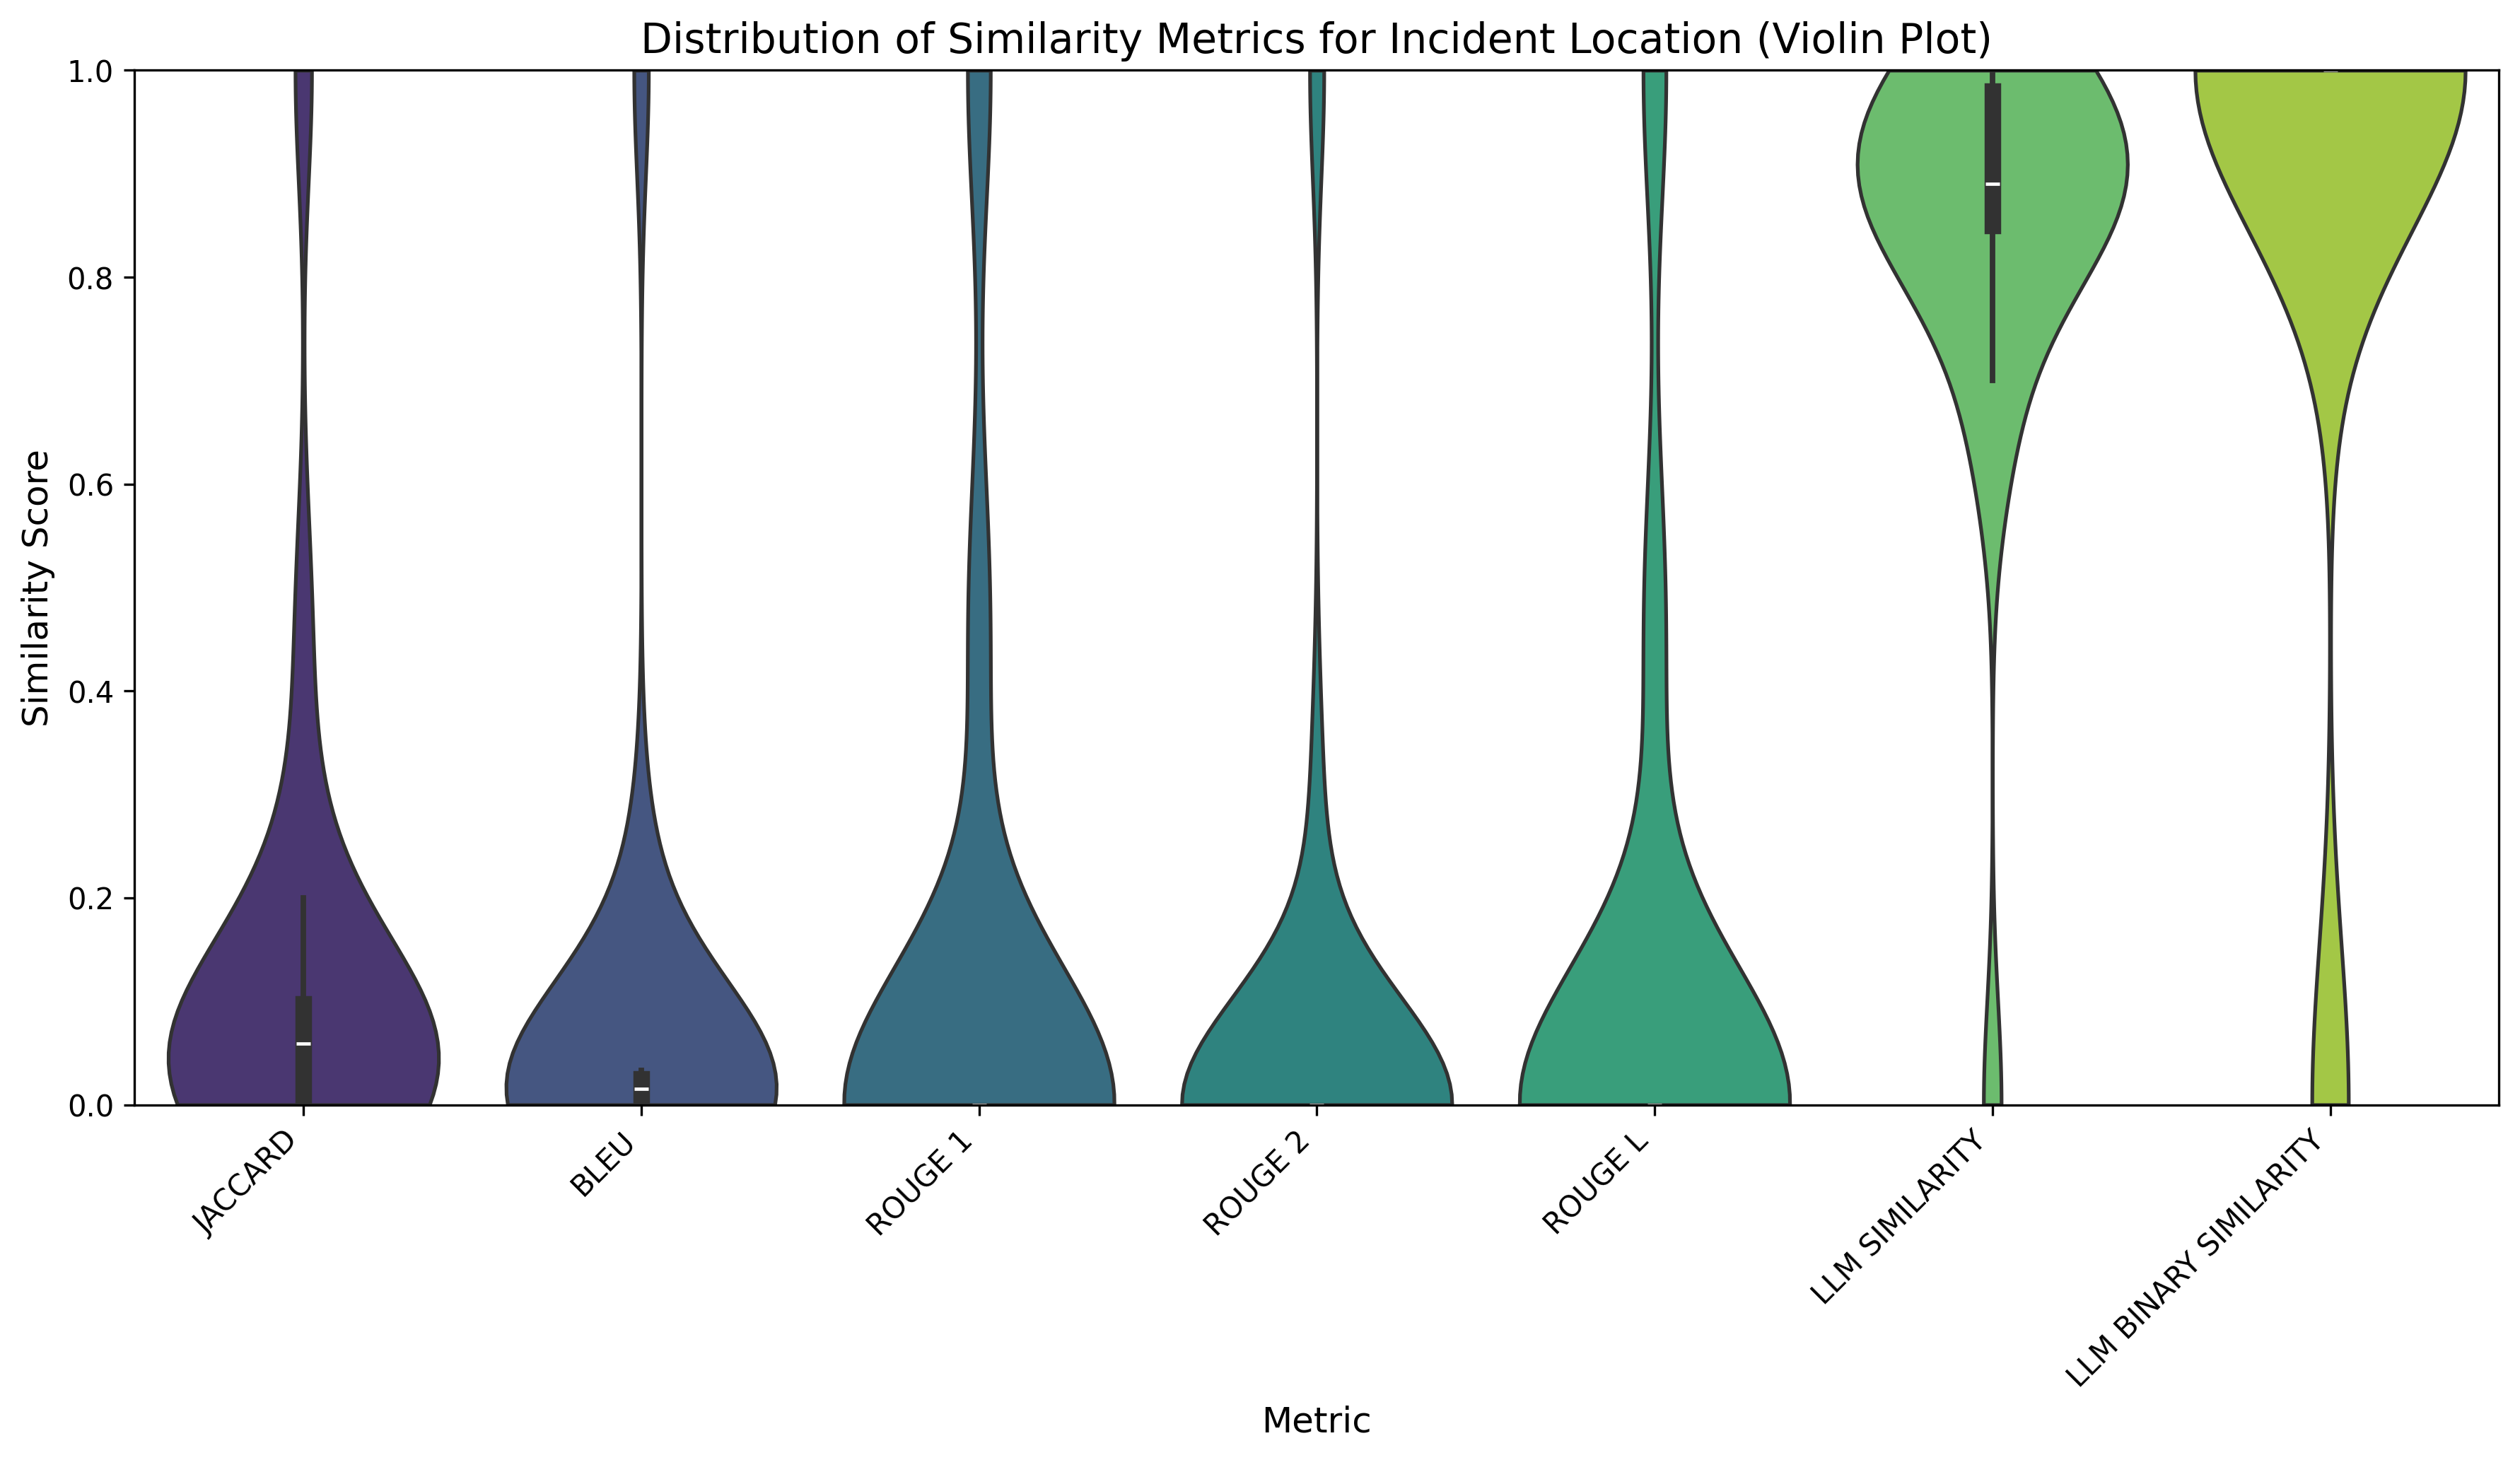 Distribution of Similarity Metrics for Incident Location (Violin Plot)
1.0
0.8
0.6
0.4
0.2
0.0
Similarity Score
JACCARD
BLEU
ROUGE 1
ROUGE 2
ROUGE L
LLM SIMILARITY
LLM BINARY SIMILARITY
Metric